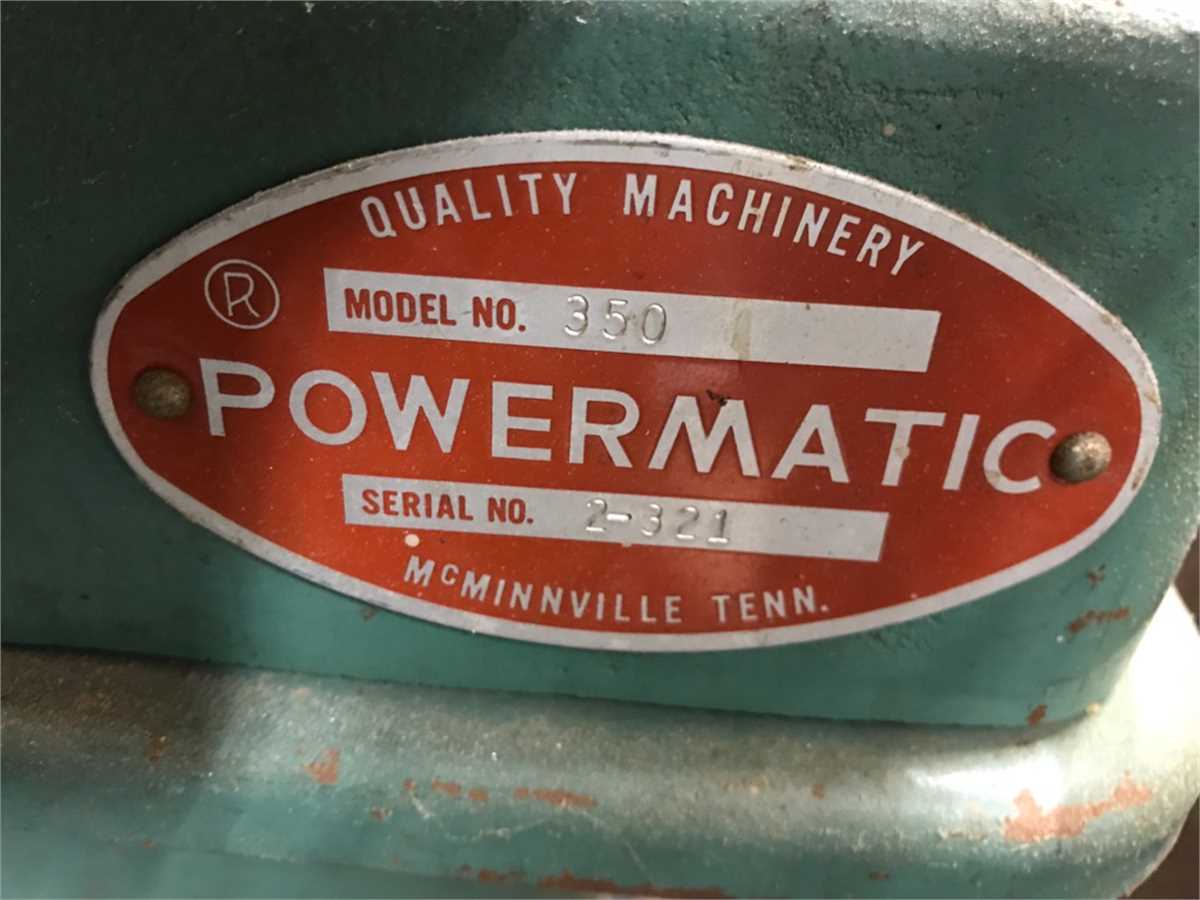 QUALITY MACHINERY
®
MODEL NO. 350
POWERMATIC
SERIAL NO. 2-321
McMINNVILLE TENN.